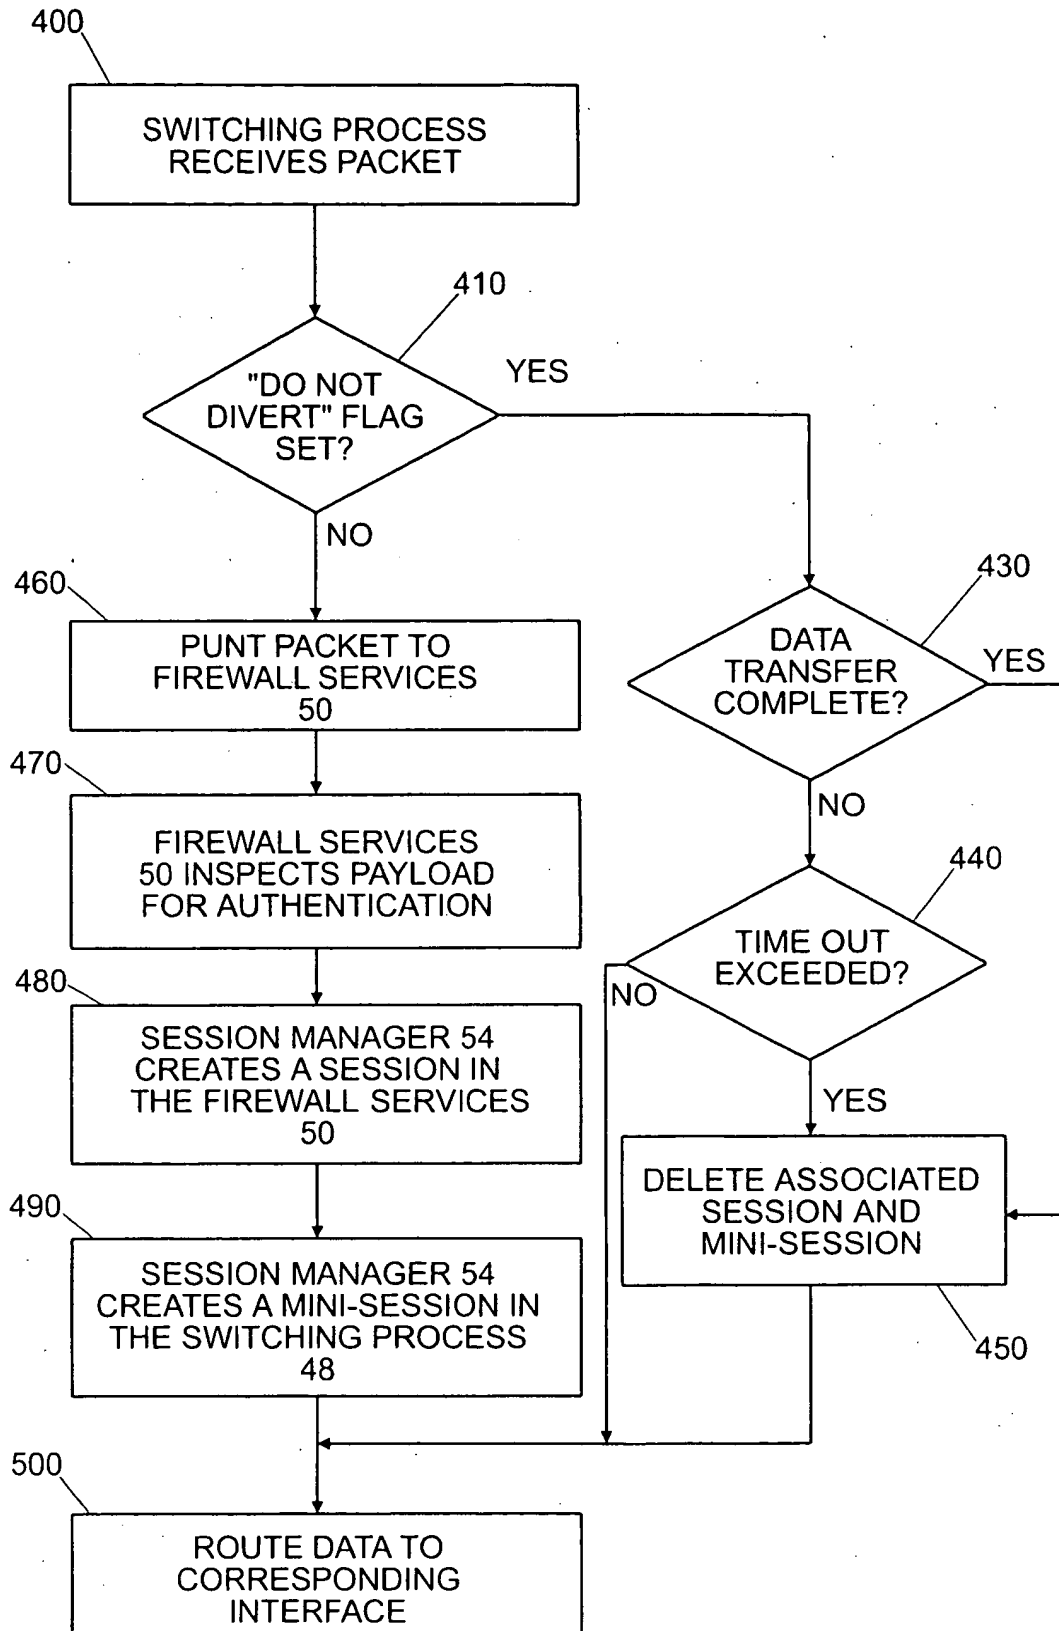 400
SWITCHING PROCESS
RECEIVES PACKET
410
"DO NOT
DIVERT" FLAG
SET?
YES
NO
430
DATA
TRANSFER
COMPLETE?
YES
NO
460
PUNT PACKET TO
FIREWALL SERVICES
50
470
FIREWALL SERVICES
50 INSPECTS PAYLOAD
FOR AUTHENTICATION
440
TIME OUT
EXCEEDED?
NO
YES
480
SESSION MANAGER 54
CREATES A SESSION IN
THE FIREWALL SERVICES
50
DELETE ASSOCIATED
SESSION AND
MINI-SESSION
450
490
SESSION MANAGER 54
CREATES A MINI-SESSION IN
THE SWITCHING PROCESS
48
500
ROUTE DATA TO
CORRESPONDING
INTERFACE